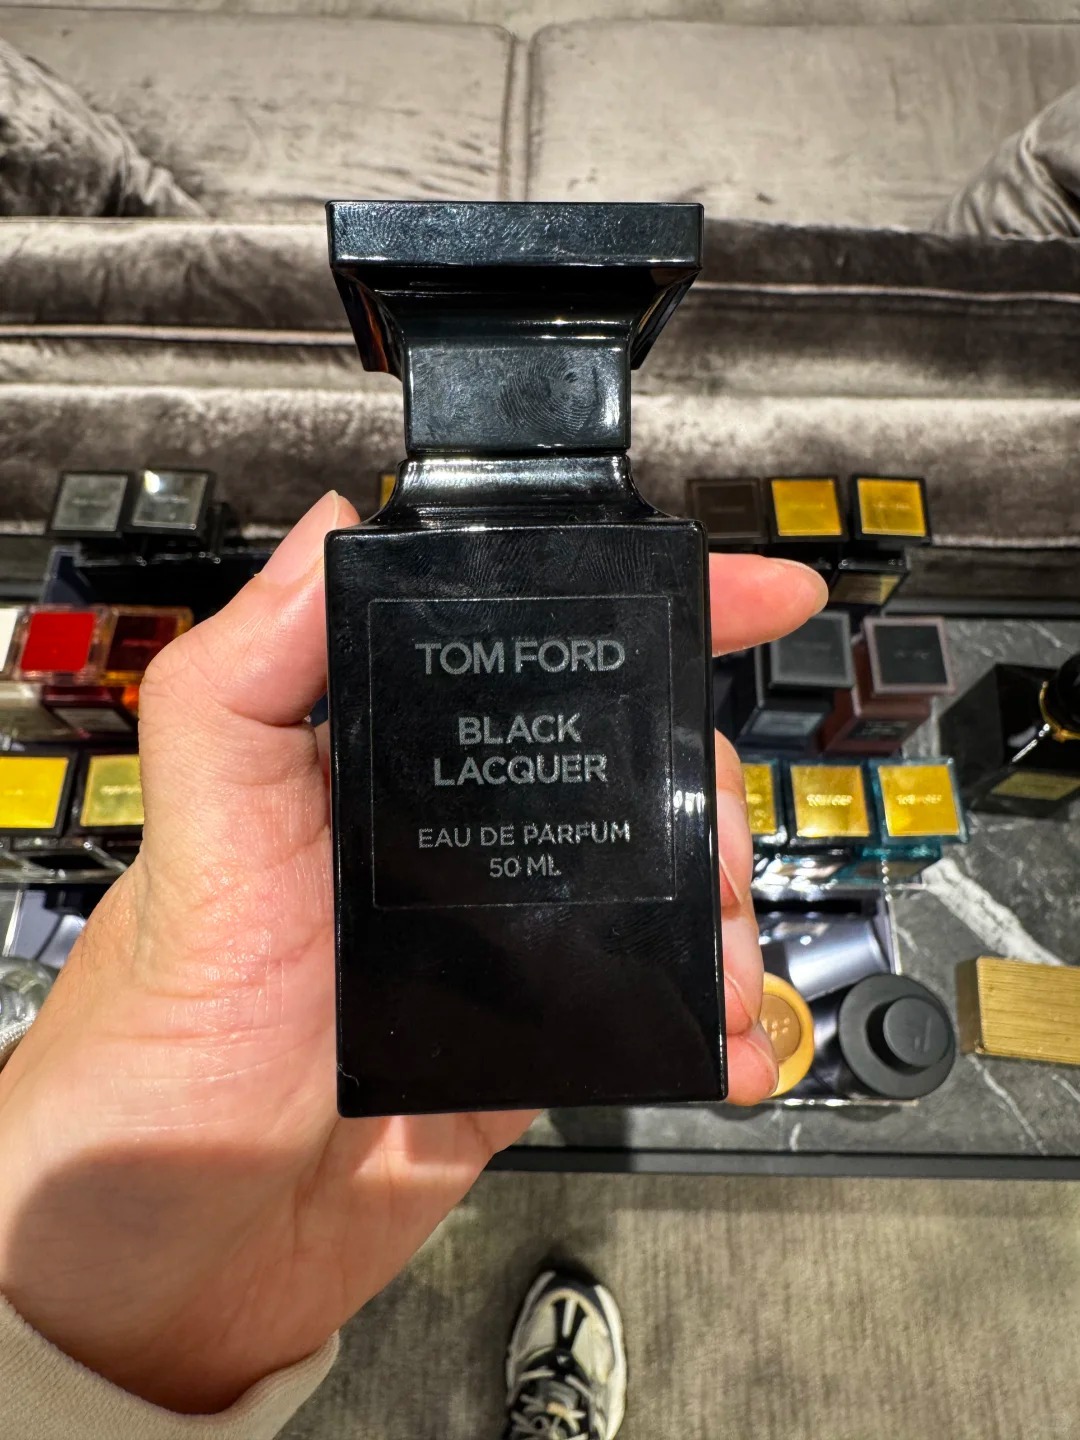 TOM FORD
BLACK
LACQUER
EAU DE PARFUM
50 ML